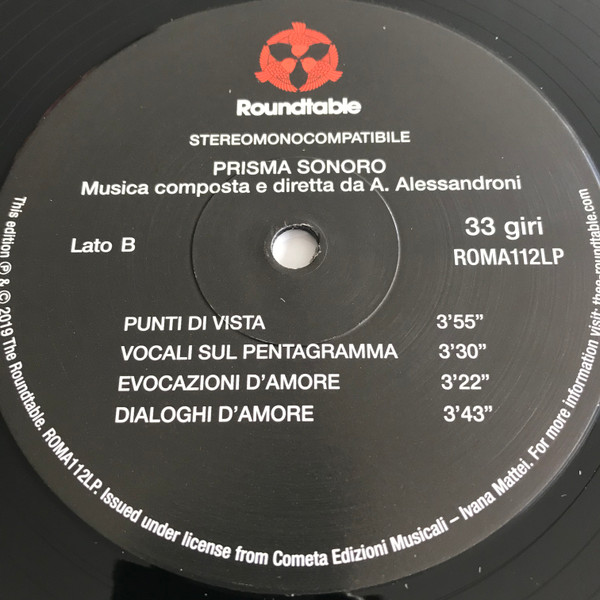 Roundtable
STEREOMONOCOMPATIBILE
PRISMA SONORO
Musica composta e diretta da A. Alessandroni
Lato B
33 giri
ROMA112LP
PUNTI DI VISTA 3'55"
VOCALI SUL PENTAGRAMMA 3'30"
EVOCAZIONI D'AMORE 3'22"
DIALOGHI D'AMORE 3'43"
This edition ℗ & © 2019 The Roundtable. ROMA112LP. Issued under license from Cometa Edizioni Musicali – Ivana Mattei. For more information visit: thee-roundtable.com